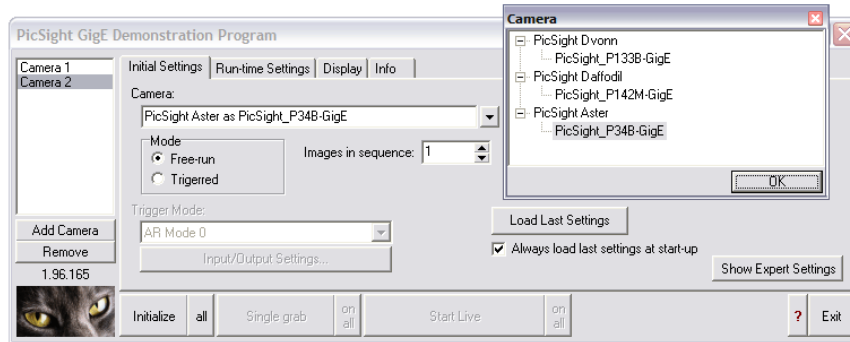 PicSight GigE Demonstration Program
Camera 1
Camera 2
Add Camera
Remove
1.96.165
Initial Settings
Run-time Settings
Display
Info
Camera:
PicSight Aster as PicSight_P34B-GigE
Mode
Free-run
Trigerred
Images in sequence: 1
Trigger Mode:
AR Mode 0
Input/Output Settings...
Camera
PicSight Dvonn
PicSight_P133B-GigE
PicSight Daffodil
PicSight_P142M-GigE
PicSight Aster
PicSight_P34B-GigE
OK
Load Last Settings
Always load last settings at start-up
Show Expert Settings
Initialize
all
Single grab
on all
Start Live
on all
?
Exit